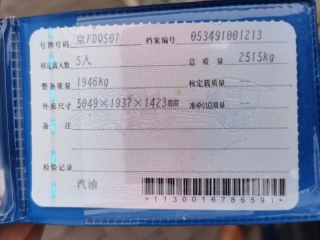 号牌号码 京FDQ507 档案编号 053491001213
核定载人数 5人 总质量 2515kg
整备质量 1946kg 核定载质量
外廓尺寸 5049×1937×1423mm 准牵引总质量
备注
检验记录
汽油
*1130016786591*